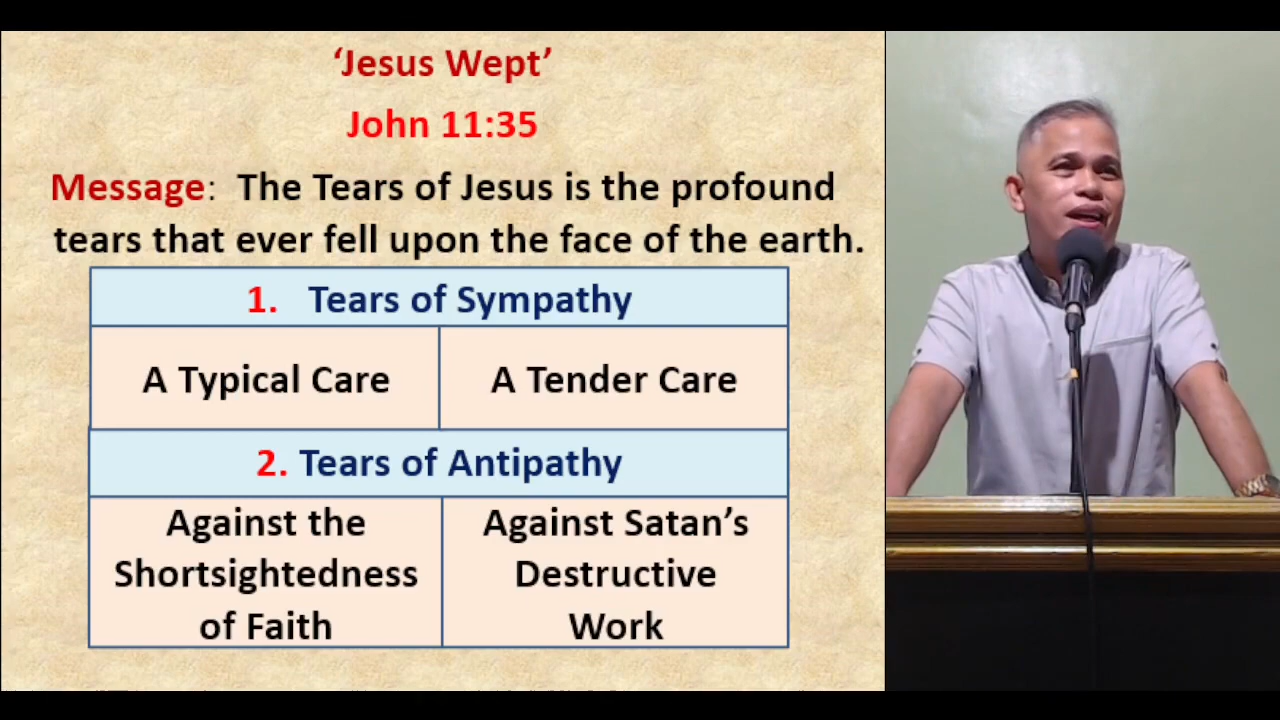 ‘Jesus Wept’
John 11:35
Message:  The Tears of Jesus is the profound
tears that ever fell upon the face of the earth.
1.   Tears of Sympathy
A Typical Care
A Tender Care
2. Tears of Antipathy
Against the
Shortsightedness
of Faith
Against Satan’s
Destructive
Work